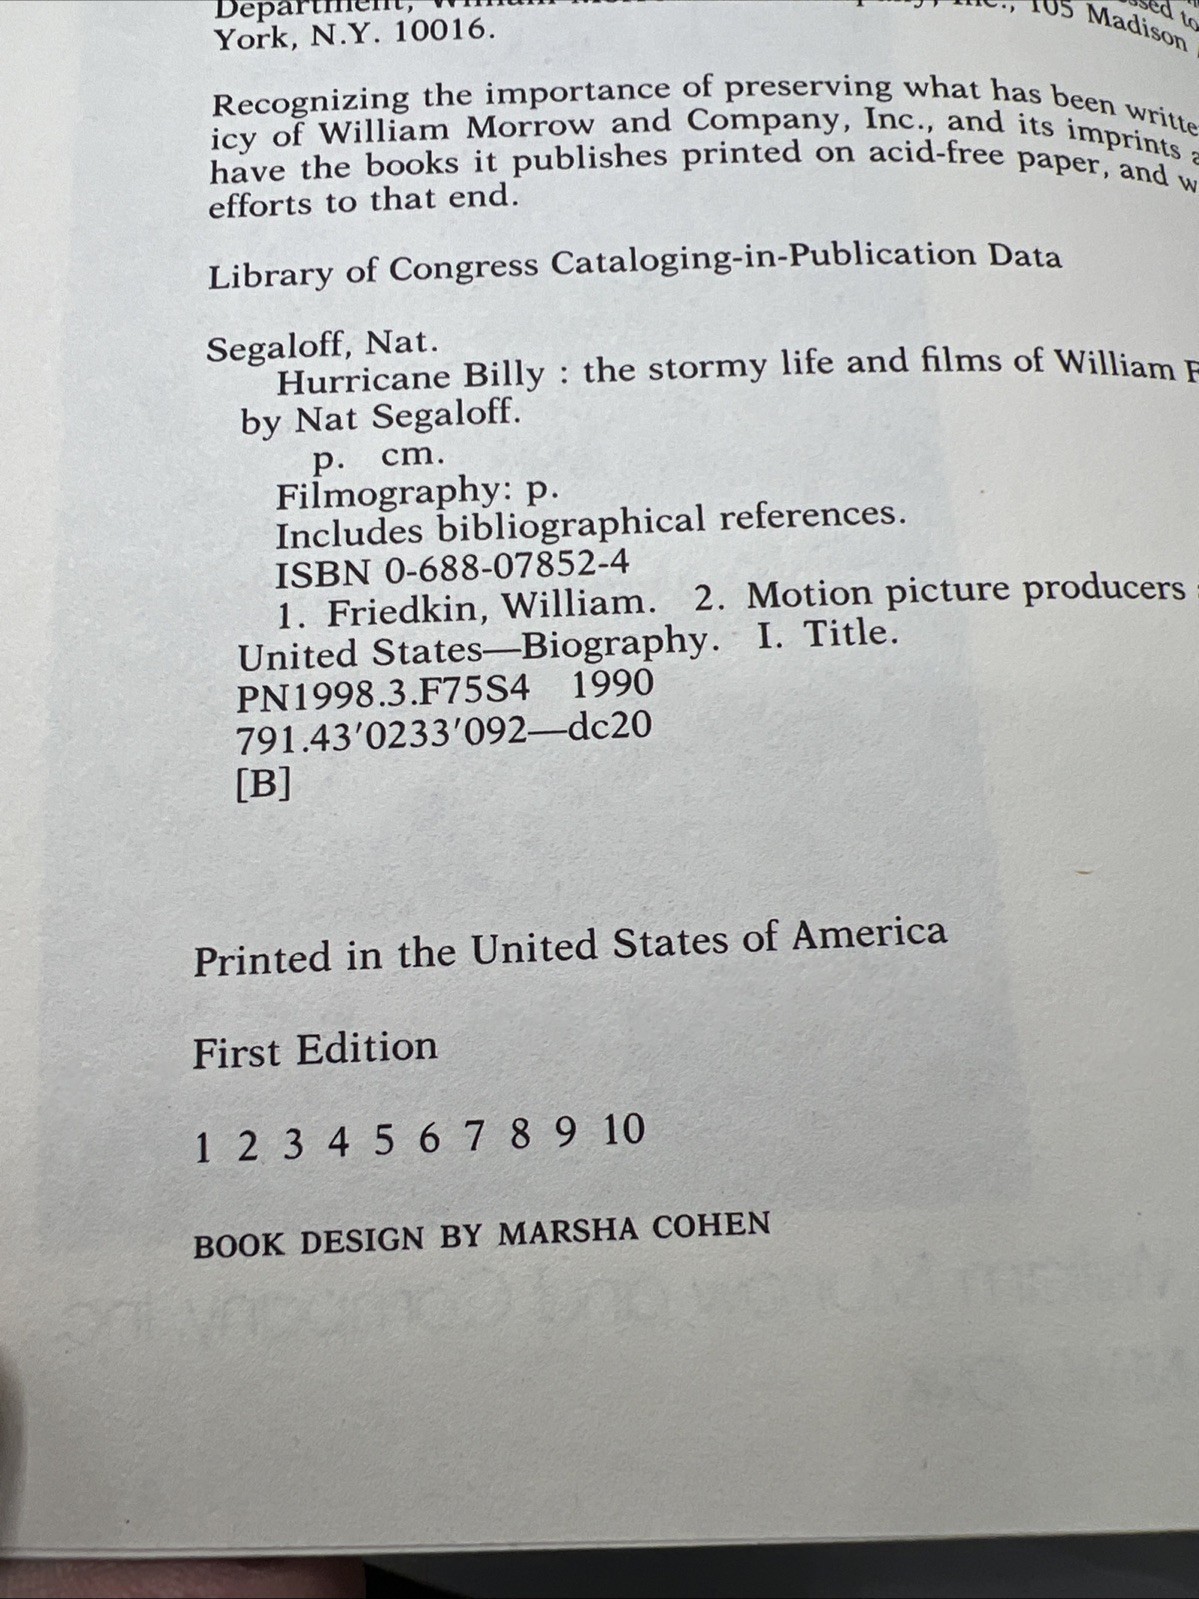 Department, William
105 Madison
York, N.Y. 10016.
Recognizing the importance of preserving what has been writte
icy of William Morrow and Company, Inc., and its imprints a
have the books it publishes printed on acid-free paper, and w
efforts to that end.
Library of Congress Cataloging-in-Publication Data
Segaloff, Nat.
Hurricane Billy : the stormy life and films of William F
by Nat Segaloff.
p. cm.
Filmography: p.
Includes bibliographical references.
ISBN 0-688-07852-4
1. Friedkin, William. 2. Motion picture producers
United States—Biography. I. Title.
PN1998.3.F75S4 1990
791.43'0233'092—dc20
[B]
Printed in the United States of America
First Edition
1 2 3 4 5 6 7 8 9 10
BOOK DESIGN BY MARSHA COHEN